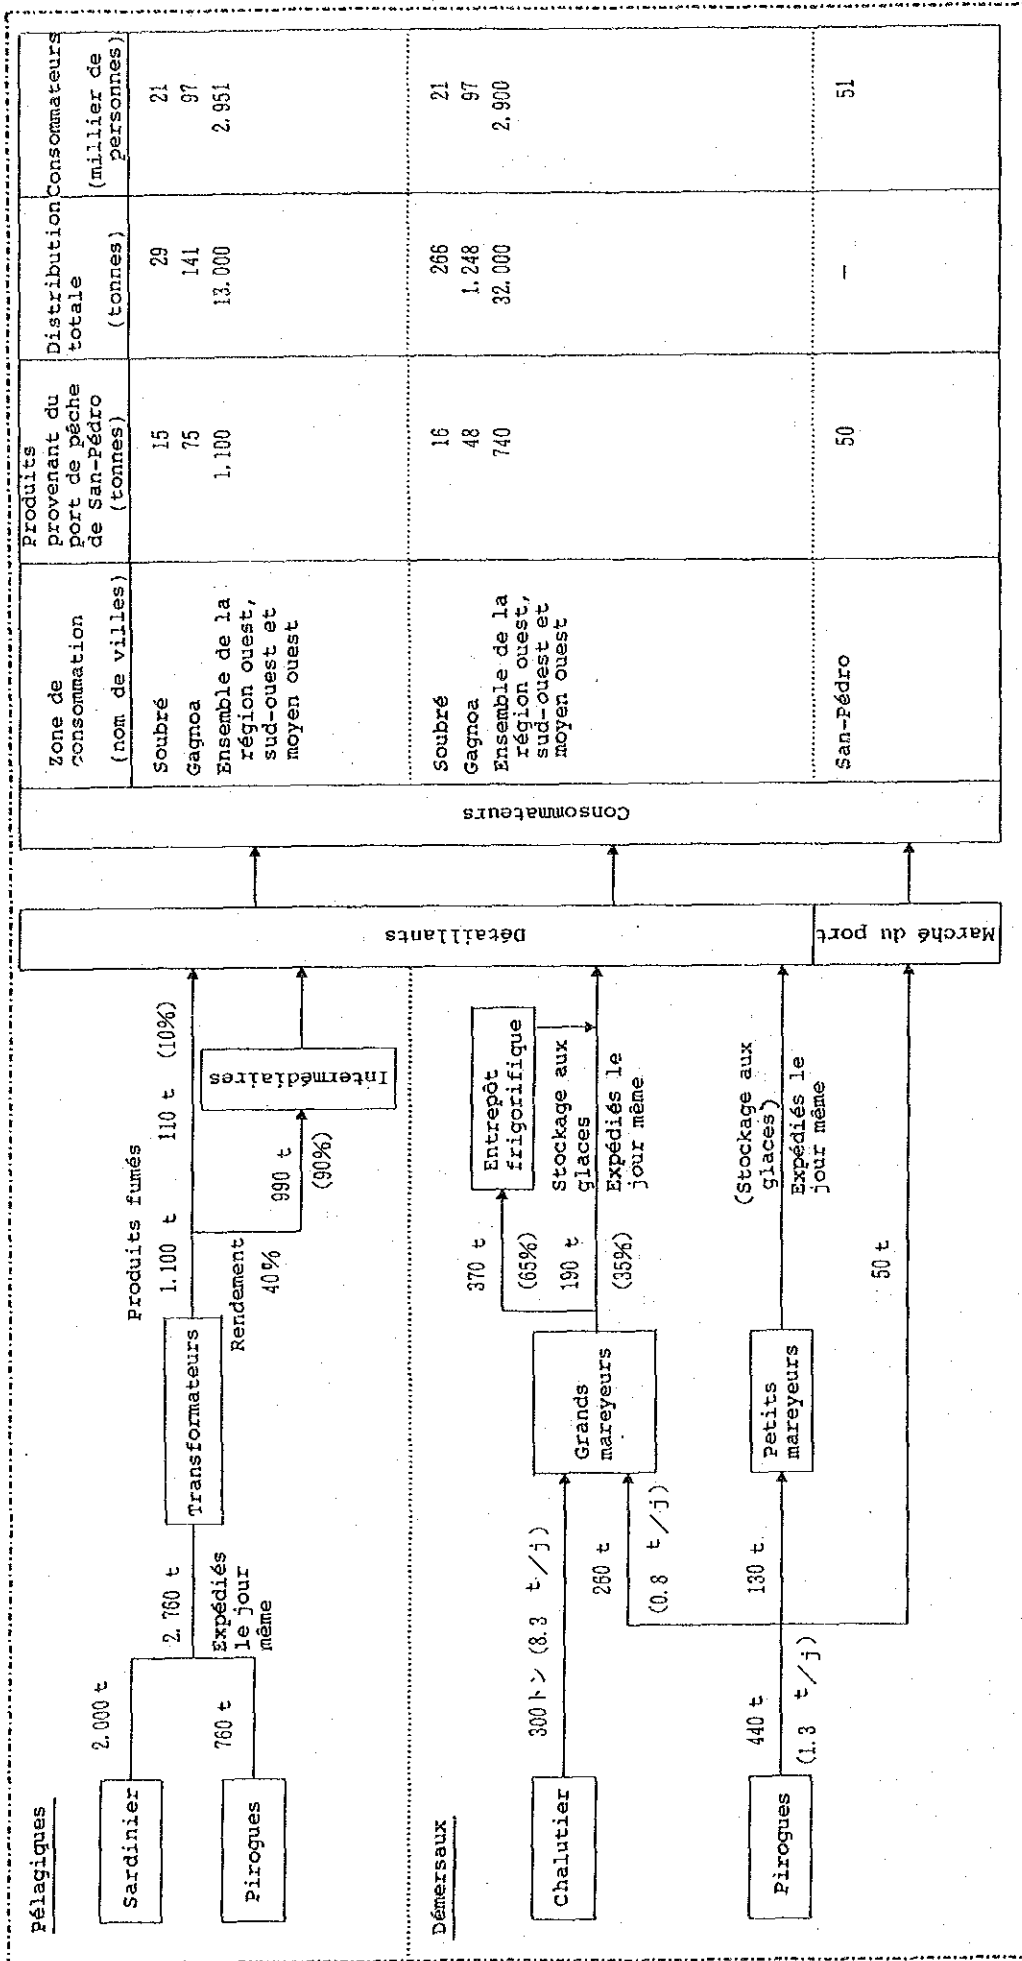 Pélagiques
Sardinier
2.000 t
Pirogues
760 t
2.760 t
Expédiés
le jour
même
Transformateurs
Produits fumés
1.100 t
110 t (10%)
Rendement
40%
990 t
(90%)
Intermédiaires
Démersaux
Chalutier
300トン (8.3 t/j)
260 t
(0.8 t/j)
Grands
mareyeurs
370 t
(65%)
190 t
(35%)
Entrepôt
frigorifique
Stockage aux
glaces
Expédiés le
jour même
Pirogues
440 t
(1.3 t/j)
130 t
Petits
mareyeurs
(Stockage aux
glaces)
Expédiés le
jour même
50 t
Détaillants
Marché du port
Consommateurs
Zone de
consommation
(nom de villes)
Produits
provenant du
port de pêche
de San-Pédro
(tonnes)
Distribution
totale
(tonnes)
Consommateurs
(millier de
personnes)
Soubré 15 29 21
Gagnoa 75 141 97
Ensemble de la 1.100 13.000 2.951
région ouest,
sud-ouest et
moyen ouest
Soubré 16 266 21
Gagnoa 48 1.248 97
Ensemble de la 740 32.000 2.900
région ouest,
sud-ouest et
moyen ouest
San-Pédro 50 — 51